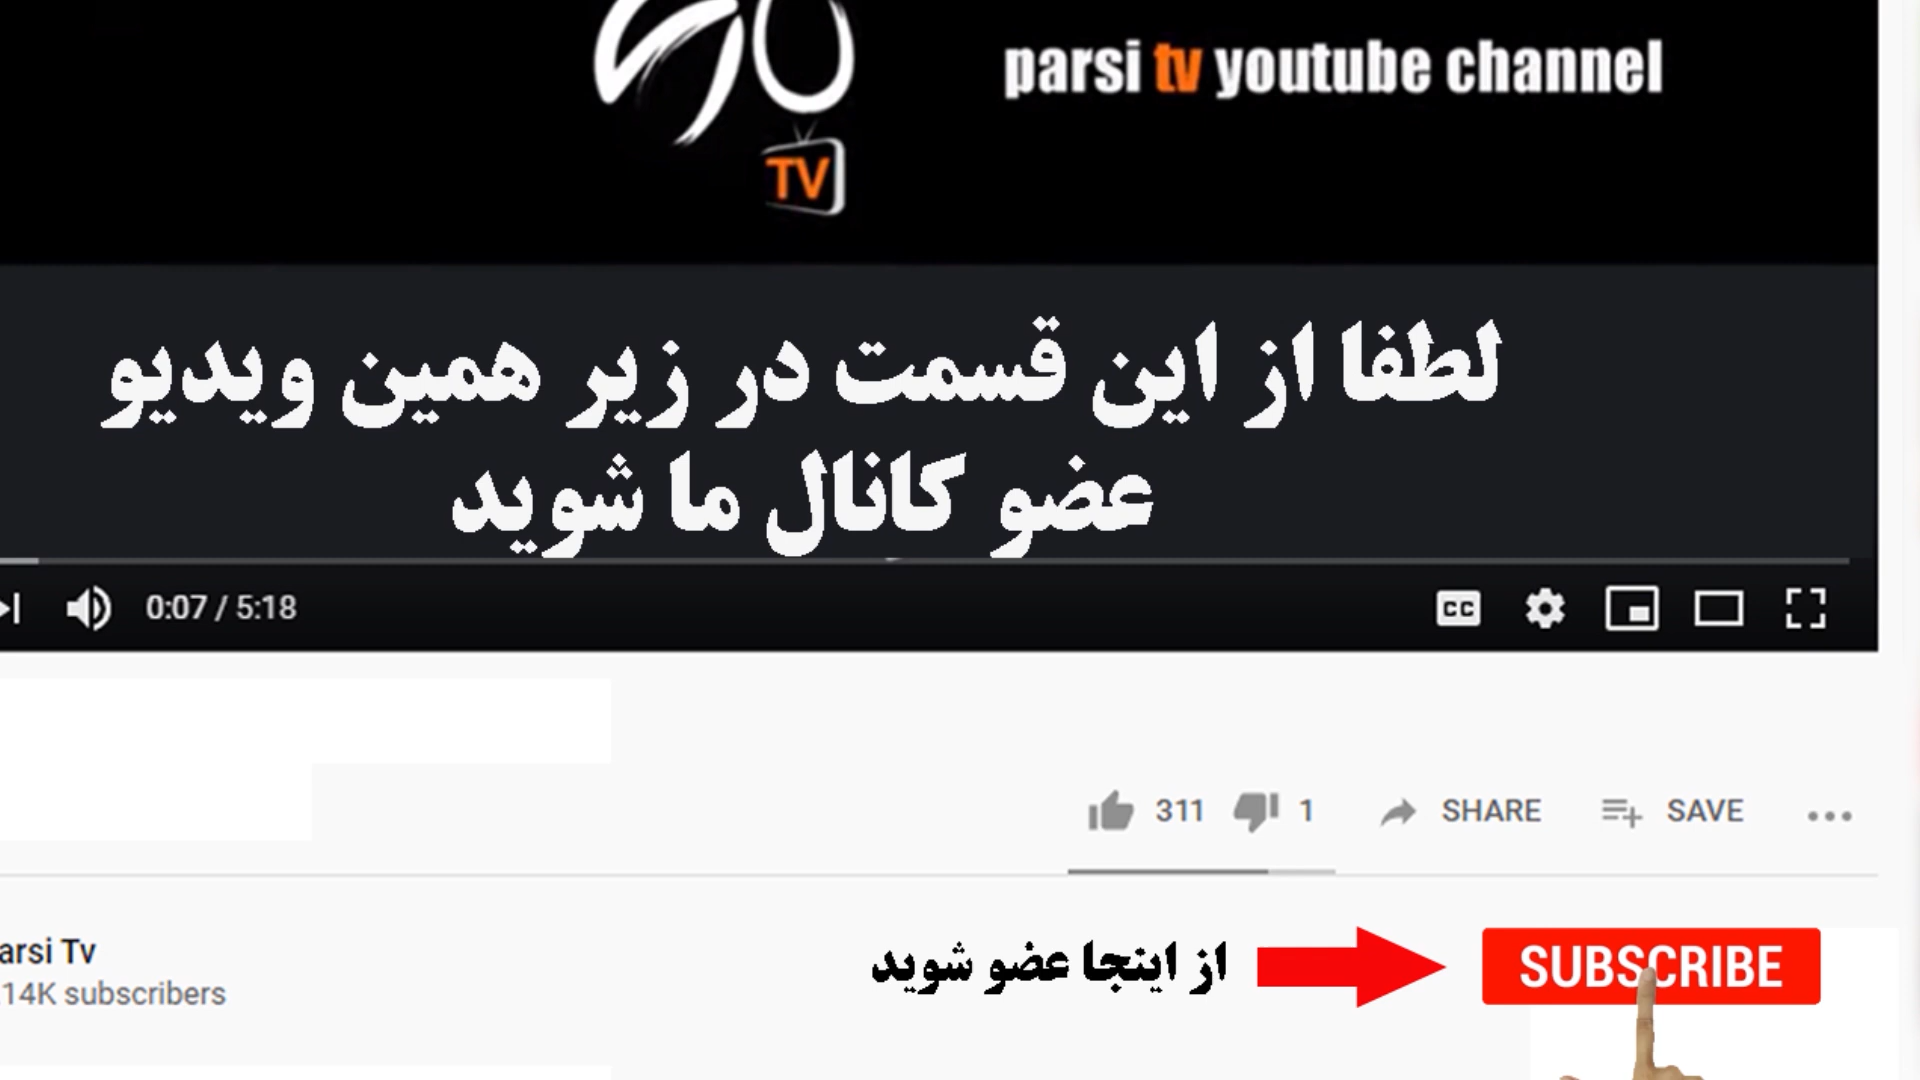 parsi tv youtube channel
TV
لطفا از این قسمت در زیر همین ویدیو
عضو کانال ما شوید
0:07 / 5:18
CC
311 1 SHARE SAVE
arsi Tv
14K subscribers
از اینجا عضو شوید
SUBSCRIBE